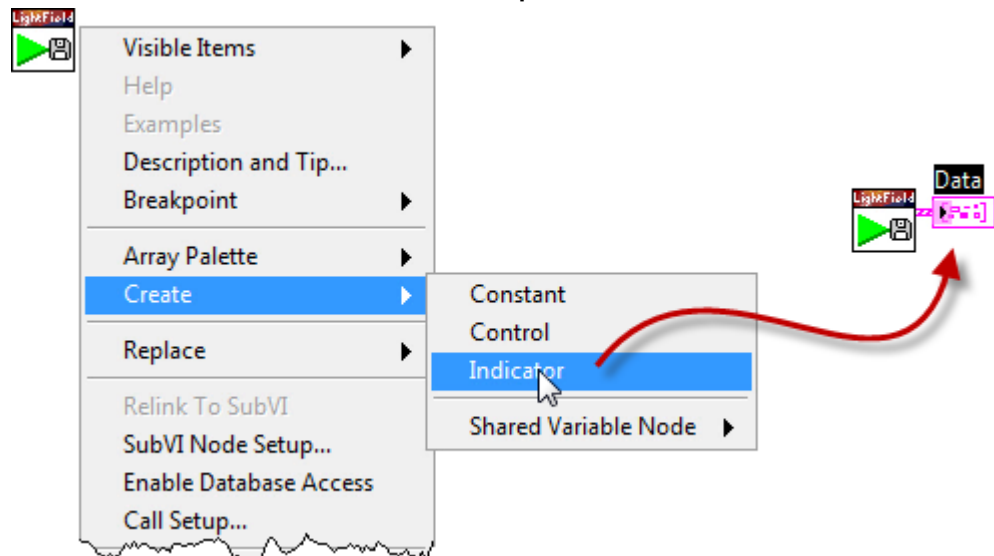 LightField
Visible Items
Help
Examples
Description and Tip...
Breakpoint
Array Palette
Create
Replace
Relink To SubVI
SubVI Node Setup...
Enable Database Access
Call Setup...
Constant
Control
Indicator
Shared Variable Node
Data
LightField